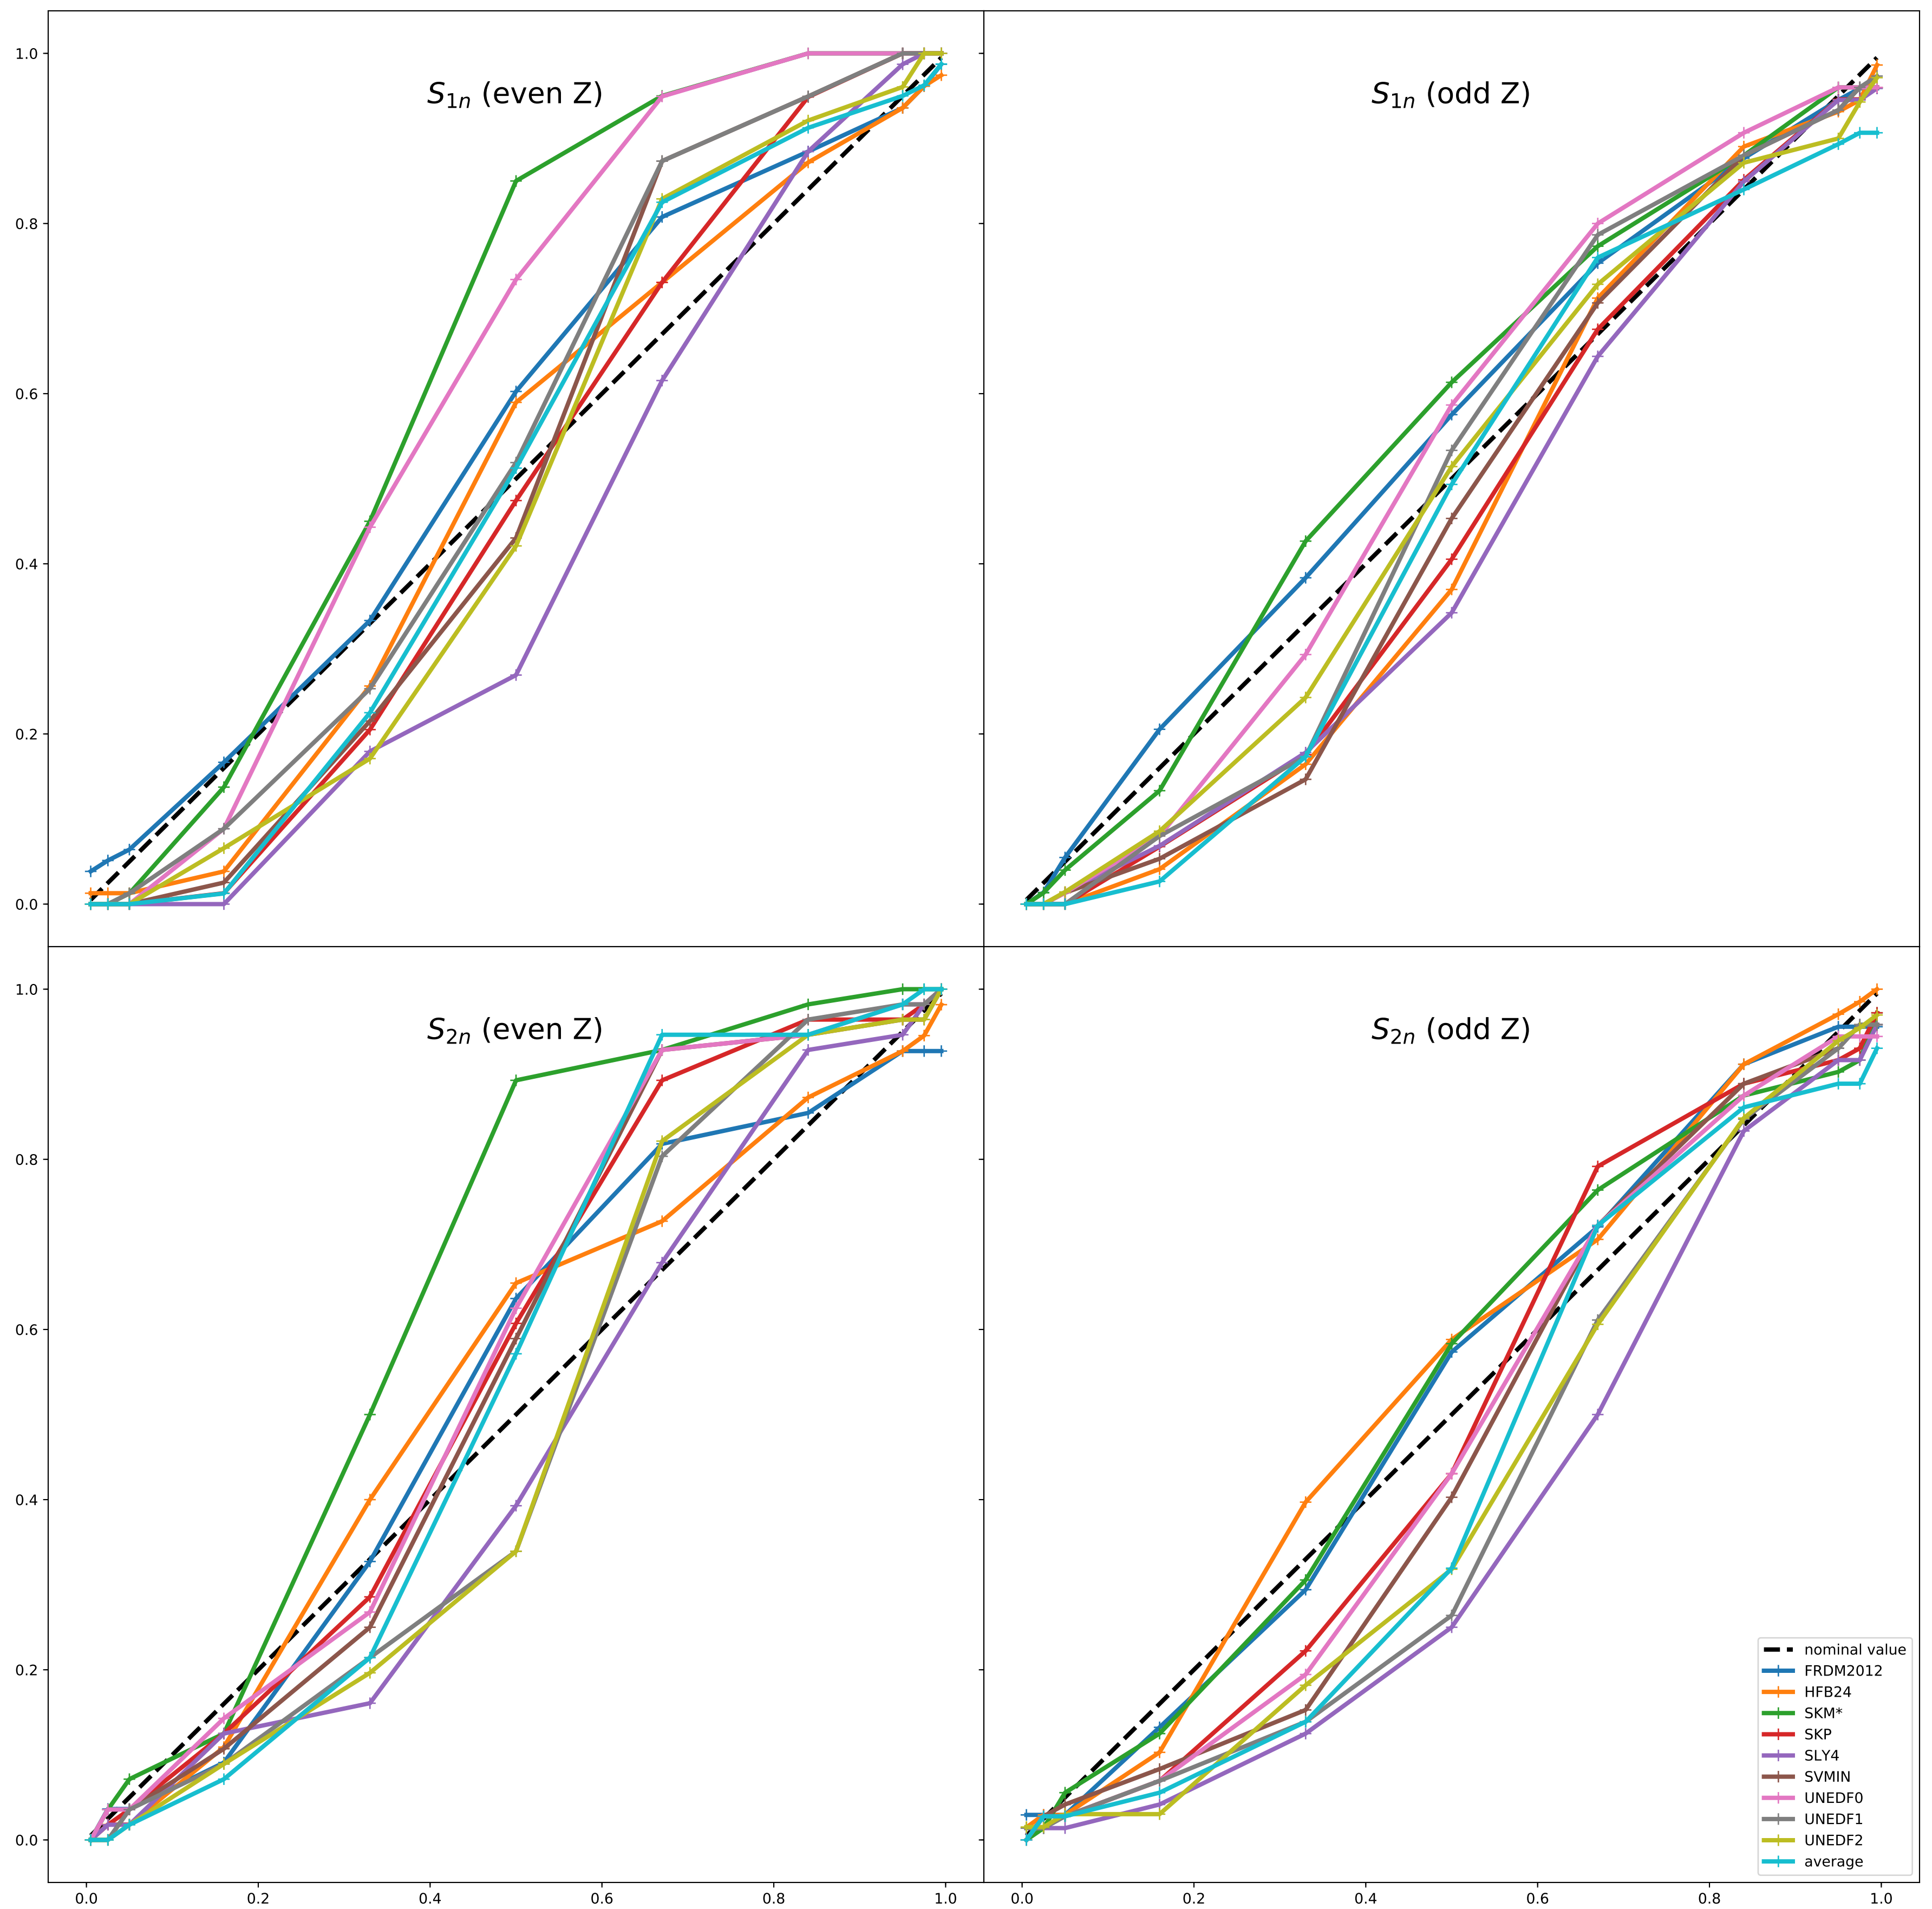 1.0
0.8
0.6
0.4
0.2
0.0
S1n (even Z)
S1n (odd Z)
1.0
0.8
0.6
0.4
0.2
0.0
S2n (even Z)
S2n (odd Z)
nominal value
FRDM2012
HFB24
SKM*
SKP
SLY4
SVMIN
UNEDF0
UNEDF1
UNEDF2
average
0.0 0.2 0.4 0.6 0.8 1.0
0.0 0.2 0.4 0.6 0.8 1.0